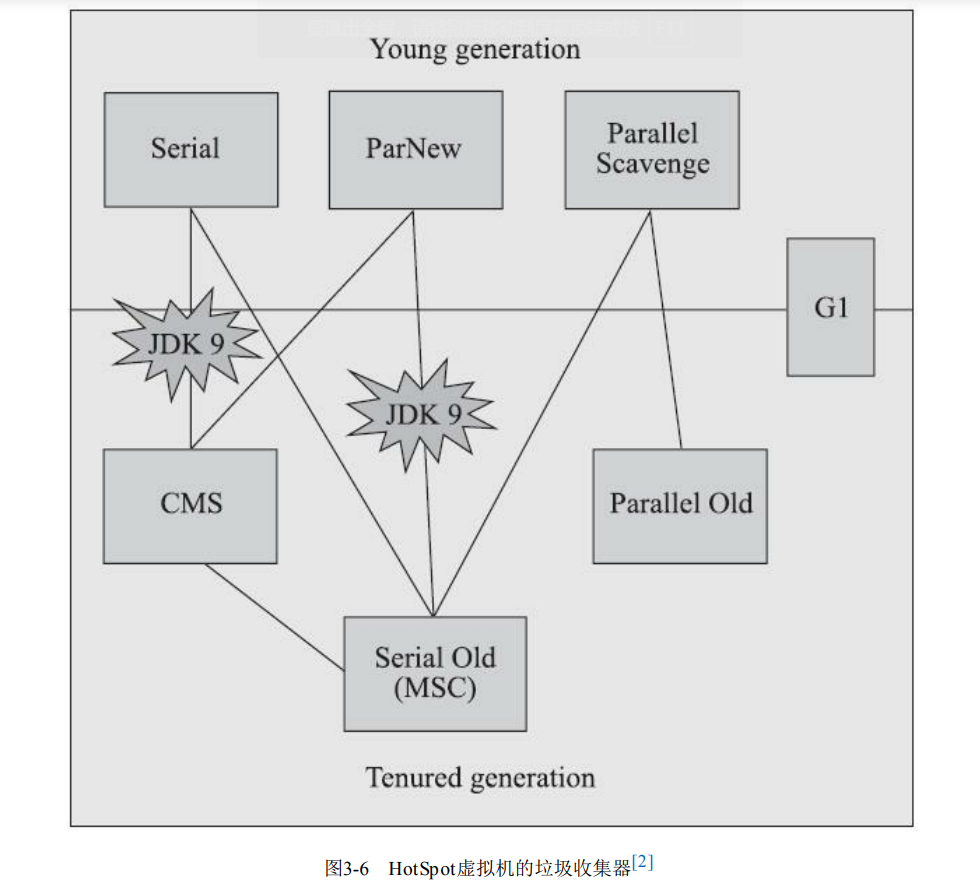 Young generation
Serial
ParNew
Parallel
Scavenge
G1
JDK 9
JDK 9
CMS
Parallel Old
Serial Old
(MSC)
Tenured generation
图3-6 HotSpot虚拟机的垃圾收集器[2]